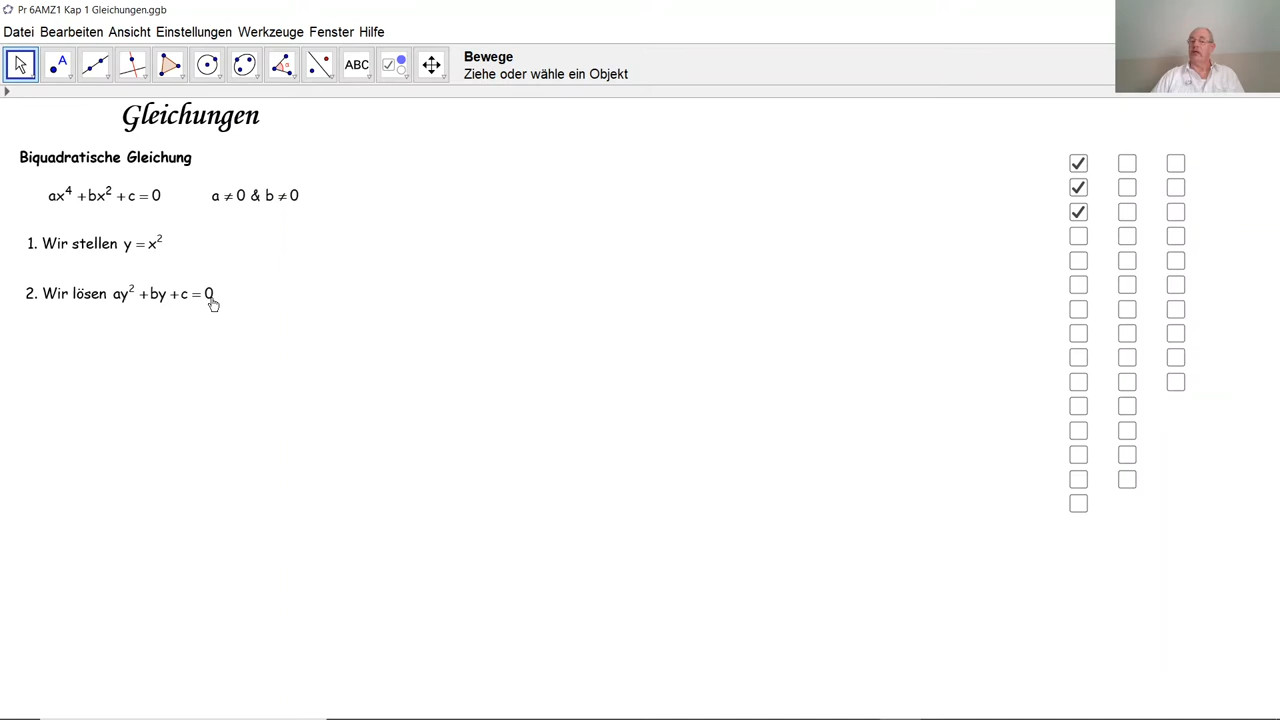 Pr 6AMZ1 Kap 1 Gleichungen.ggb
Datei Bearbeiten Ansicht Einstellungen Werkzeuge Fenster Hilfe
A
ABC
Bewege
Ziehe oder wähle ein Objekt
Gleichungen
Biquadratische Gleichung
ax⁴ + bx² + c = 0 a ≠ 0 & b ≠ 0
1. Wir stellen y = x²
2. Wir lösen ay² + by + c = 0